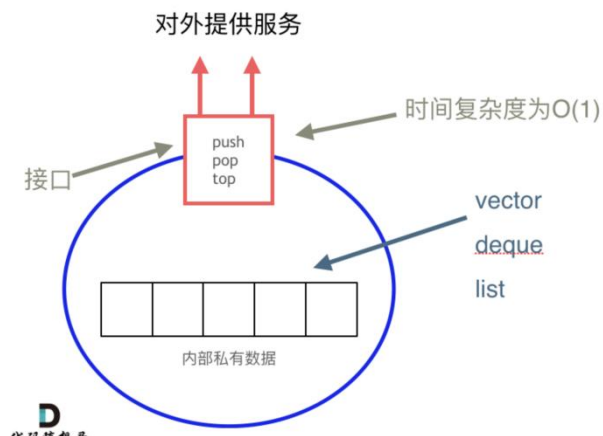 对外提供服务
时间复杂度为O(1)
push
pop
top
接口
vector
deque
list
内部私有数据
D